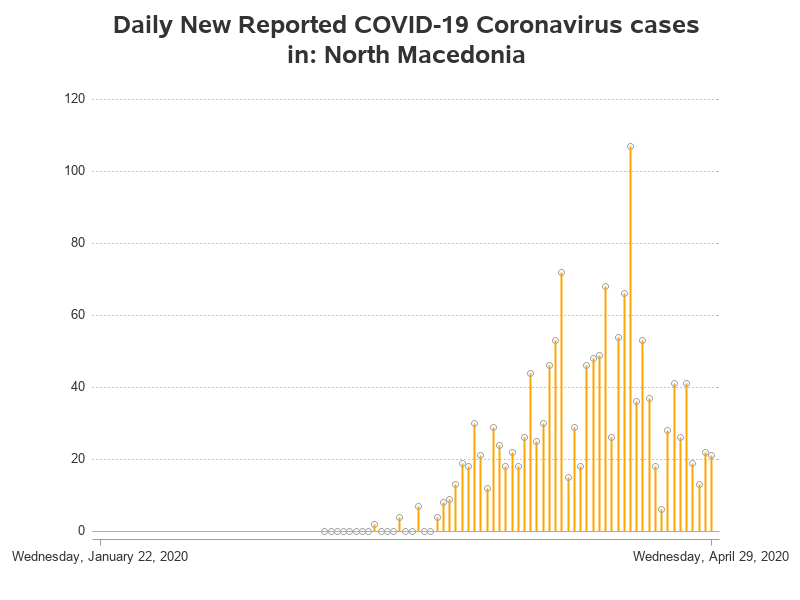 Daily New Reported COVID-19 Coronavirus cases
in: North Macedonia
120
100
80
60
40
20
0
Wednesday, January 22, 2020 Wednesday, April 29, 2020